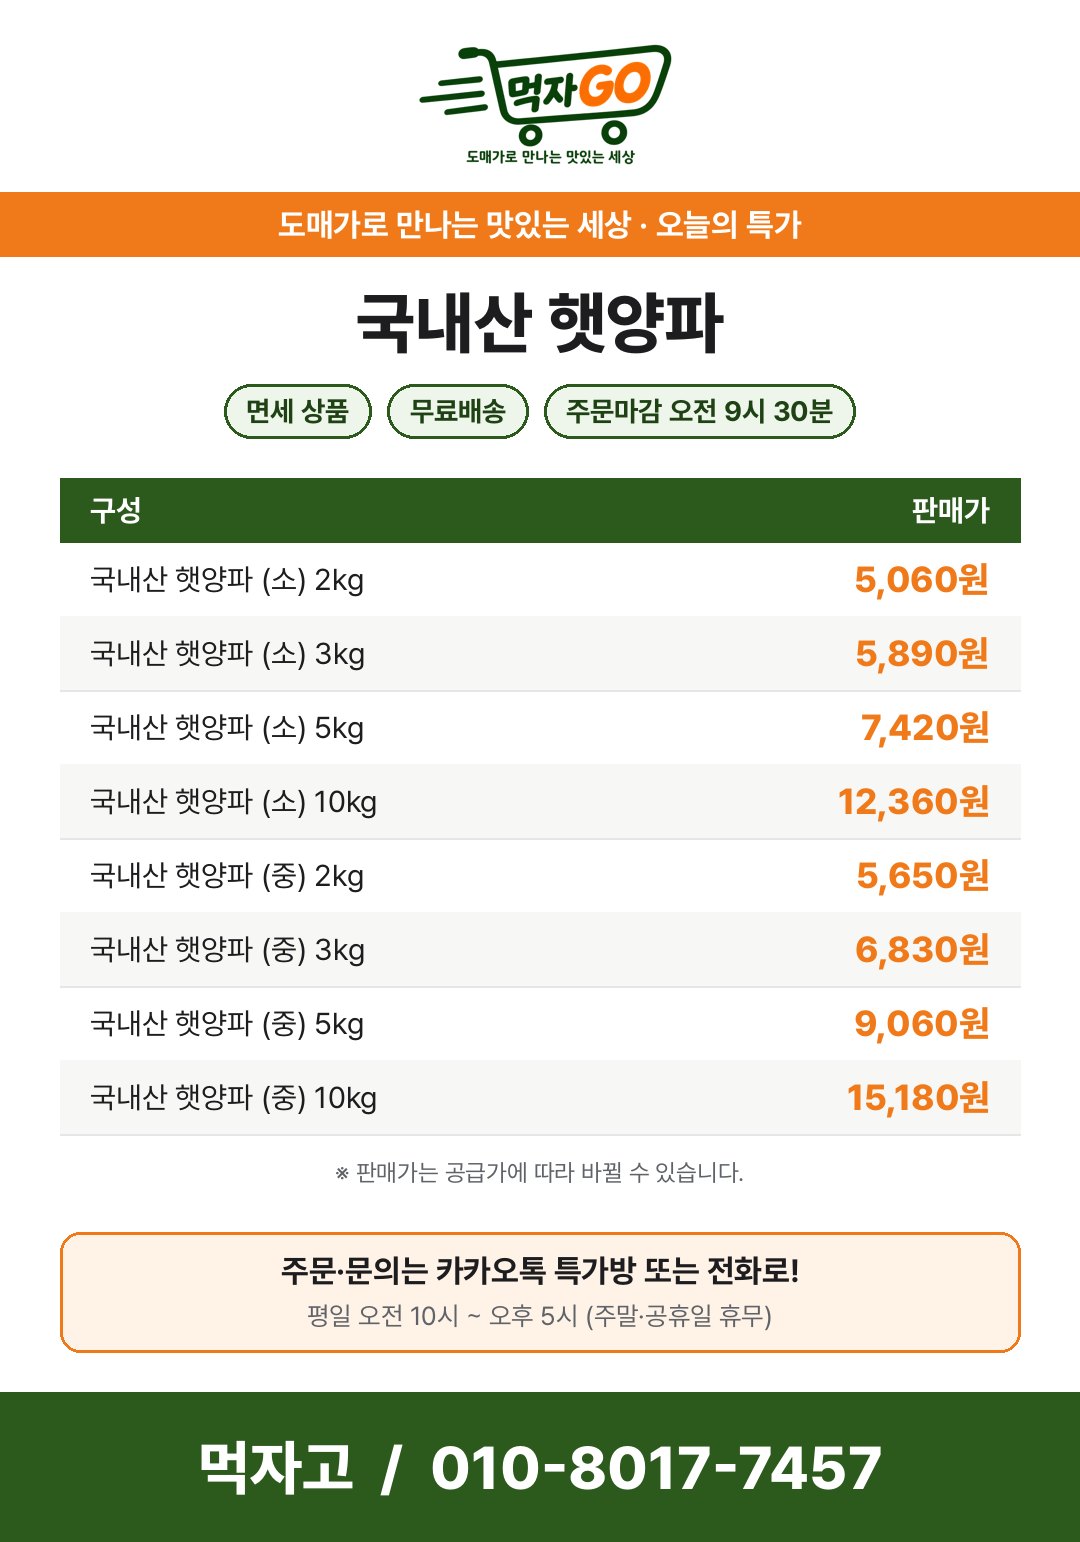 먹자GO
도매가로 만나는 맛있는 세상
도매가로 만나는 맛있는 세상 · 오늘의 특가
국내산 햇양파
면세 상품 무료배송 주문마감 오전 9시 30분
구성 판매가
국내산 햇양파 (소) 2kg 5,060원
국내산 햇양파 (소) 3kg 5,890원
국내산 햇양파 (소) 5kg 7,420원
국내산 햇양파 (소) 10kg 12,360원
국내산 햇양파 (중) 2kg 5,650원
국내산 햇양파 (중) 3kg 6,830원
국내산 햇양파 (중) 5kg 9,060원
국내산 햇양파 (중) 10kg 15,180원
※ 판매가는 공급가에 따라 바뀔 수 있습니다.
주문·문의는 카카오톡 특가방 또는 전화로!
평일 오전 10시 ~ 오후 5시 (주말·공휴일 휴무)
먹자고 / 010-8017-7457